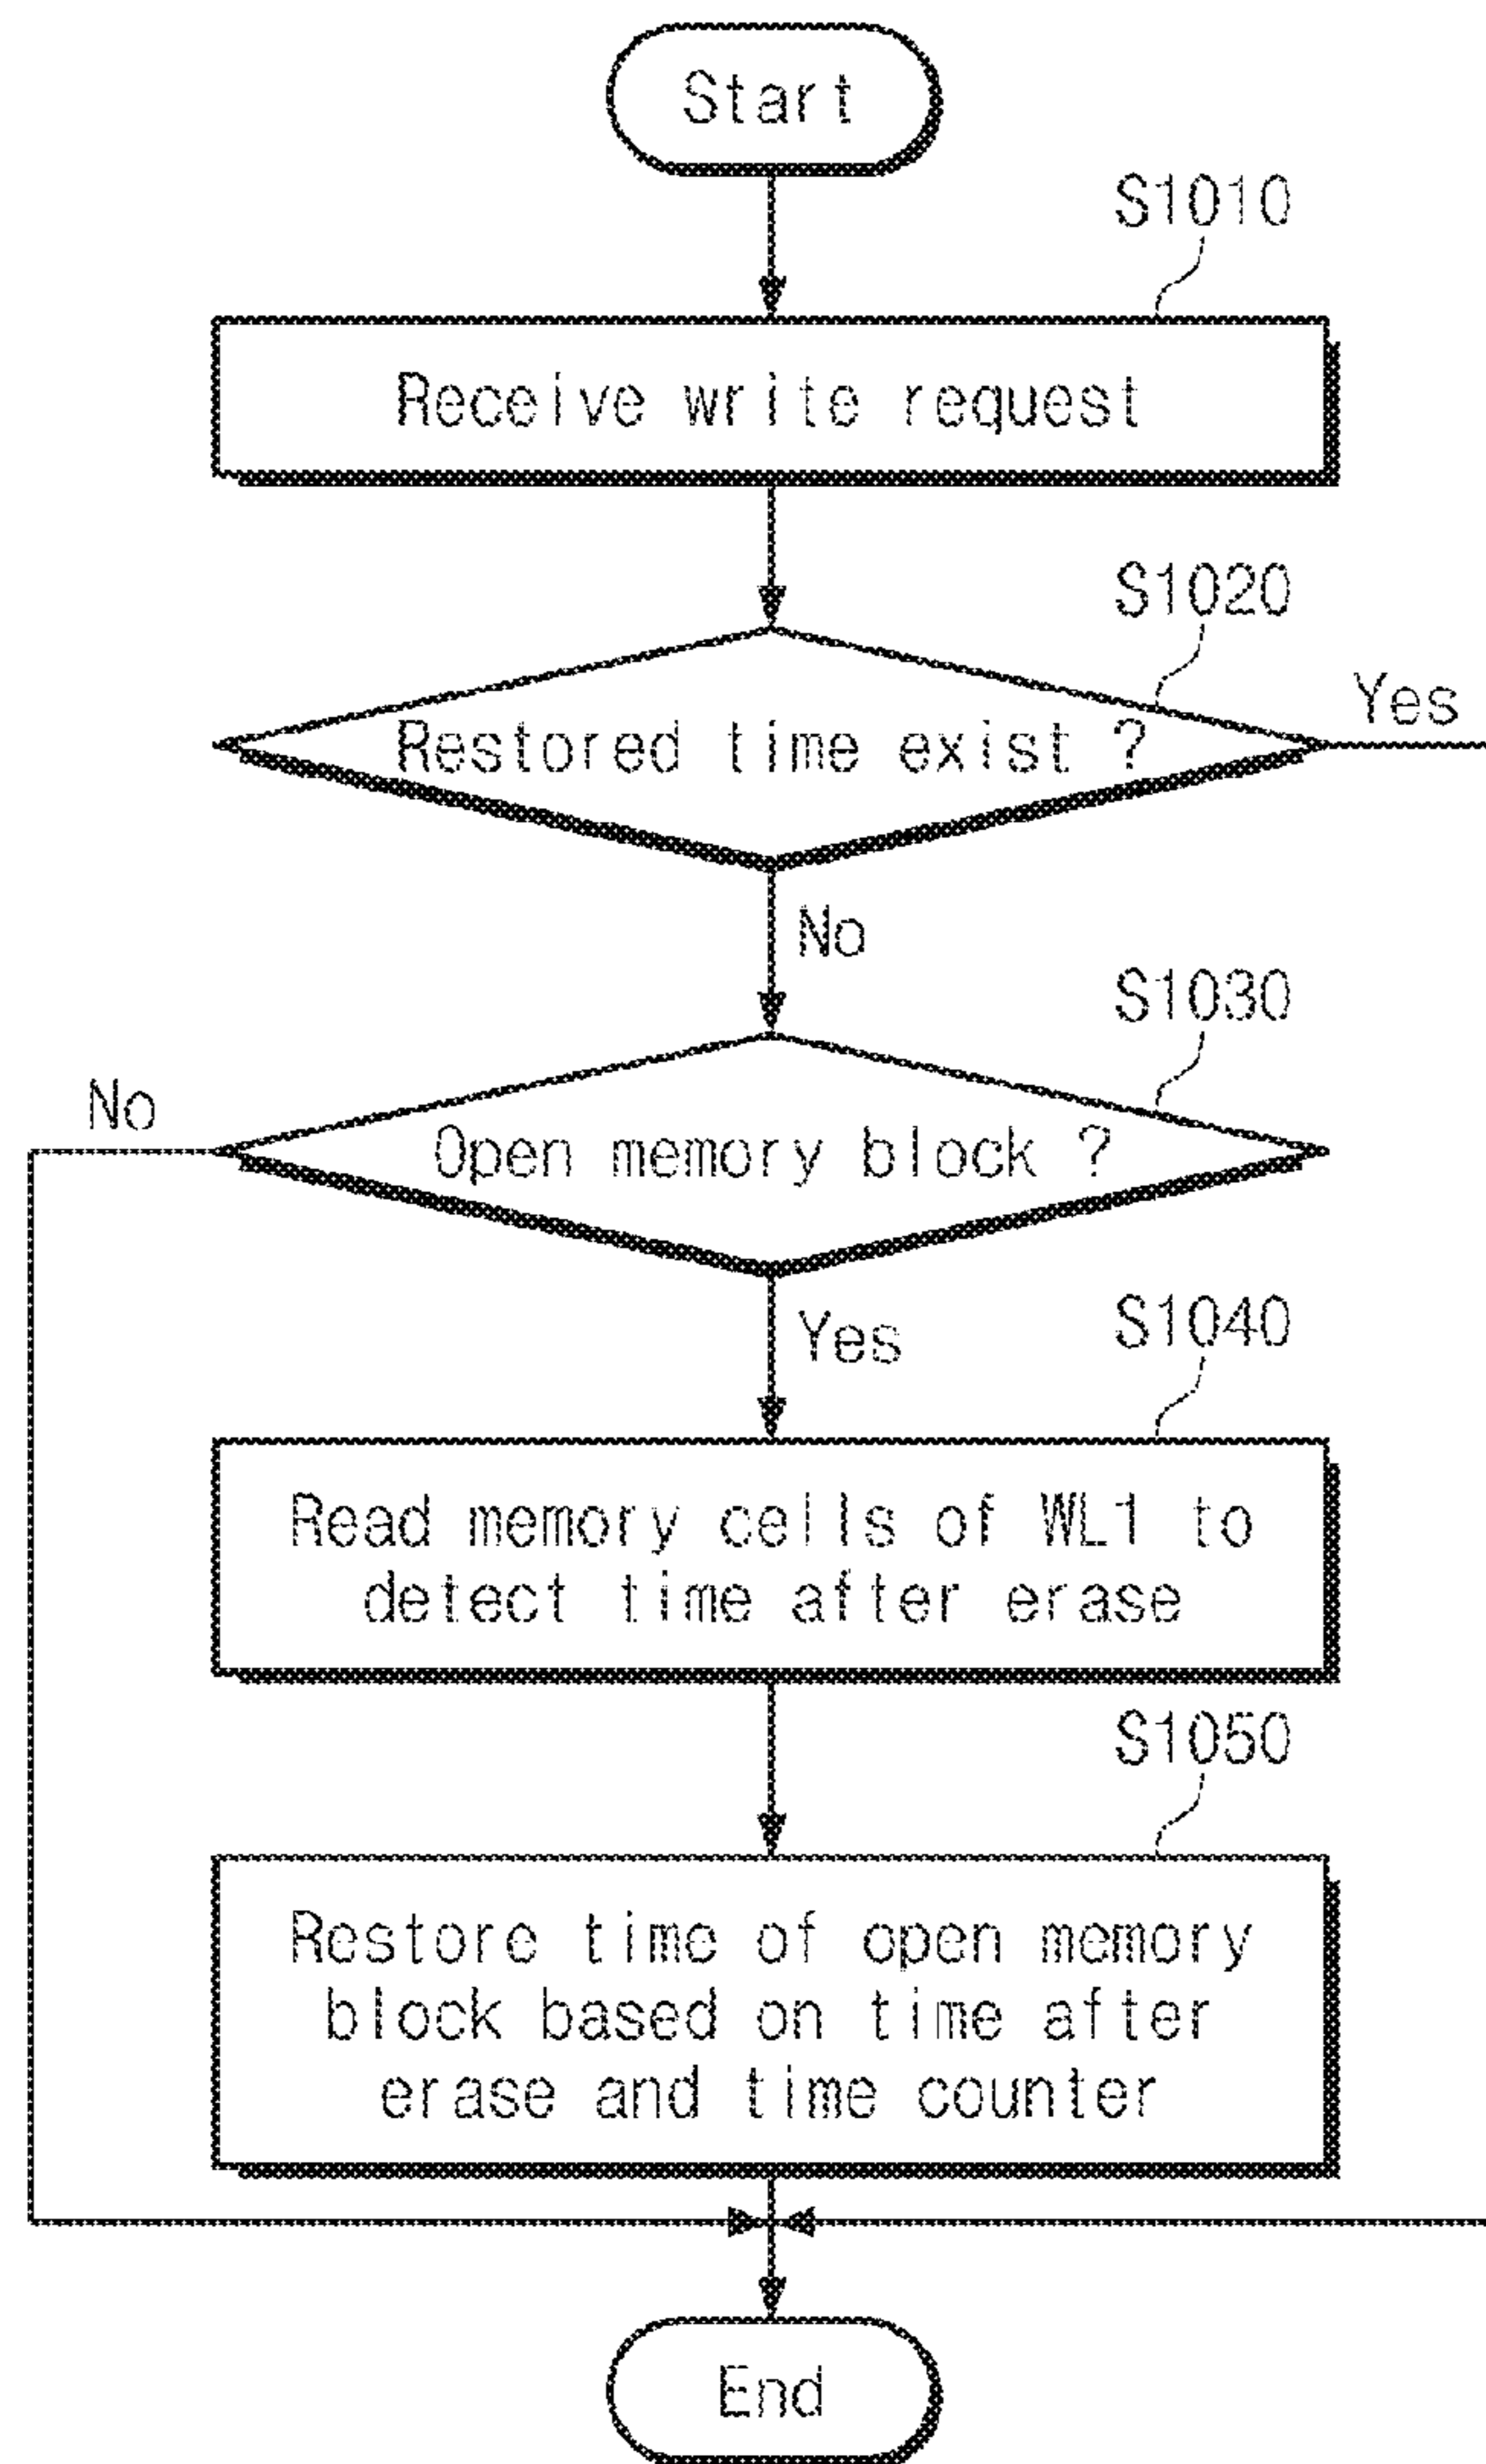 Start
S1010
Receive write request
S1020
Restored time exist ?
Yes
No
S1030
Open memory block ?
No
Yes
S1040
Read memory cells of WL1 to
detect time after erase
S1050
Restore time of open memory
block based on time after
erase and time counter
End